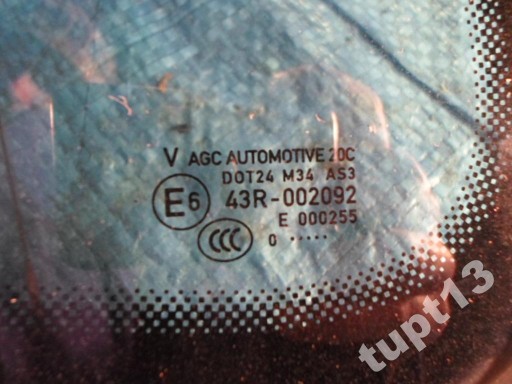 V AGC AUTOMOTIVE 20C
DOT24 M34 AS3
E6 43R-002092
E 000255
CCC 0 .....
tupt13